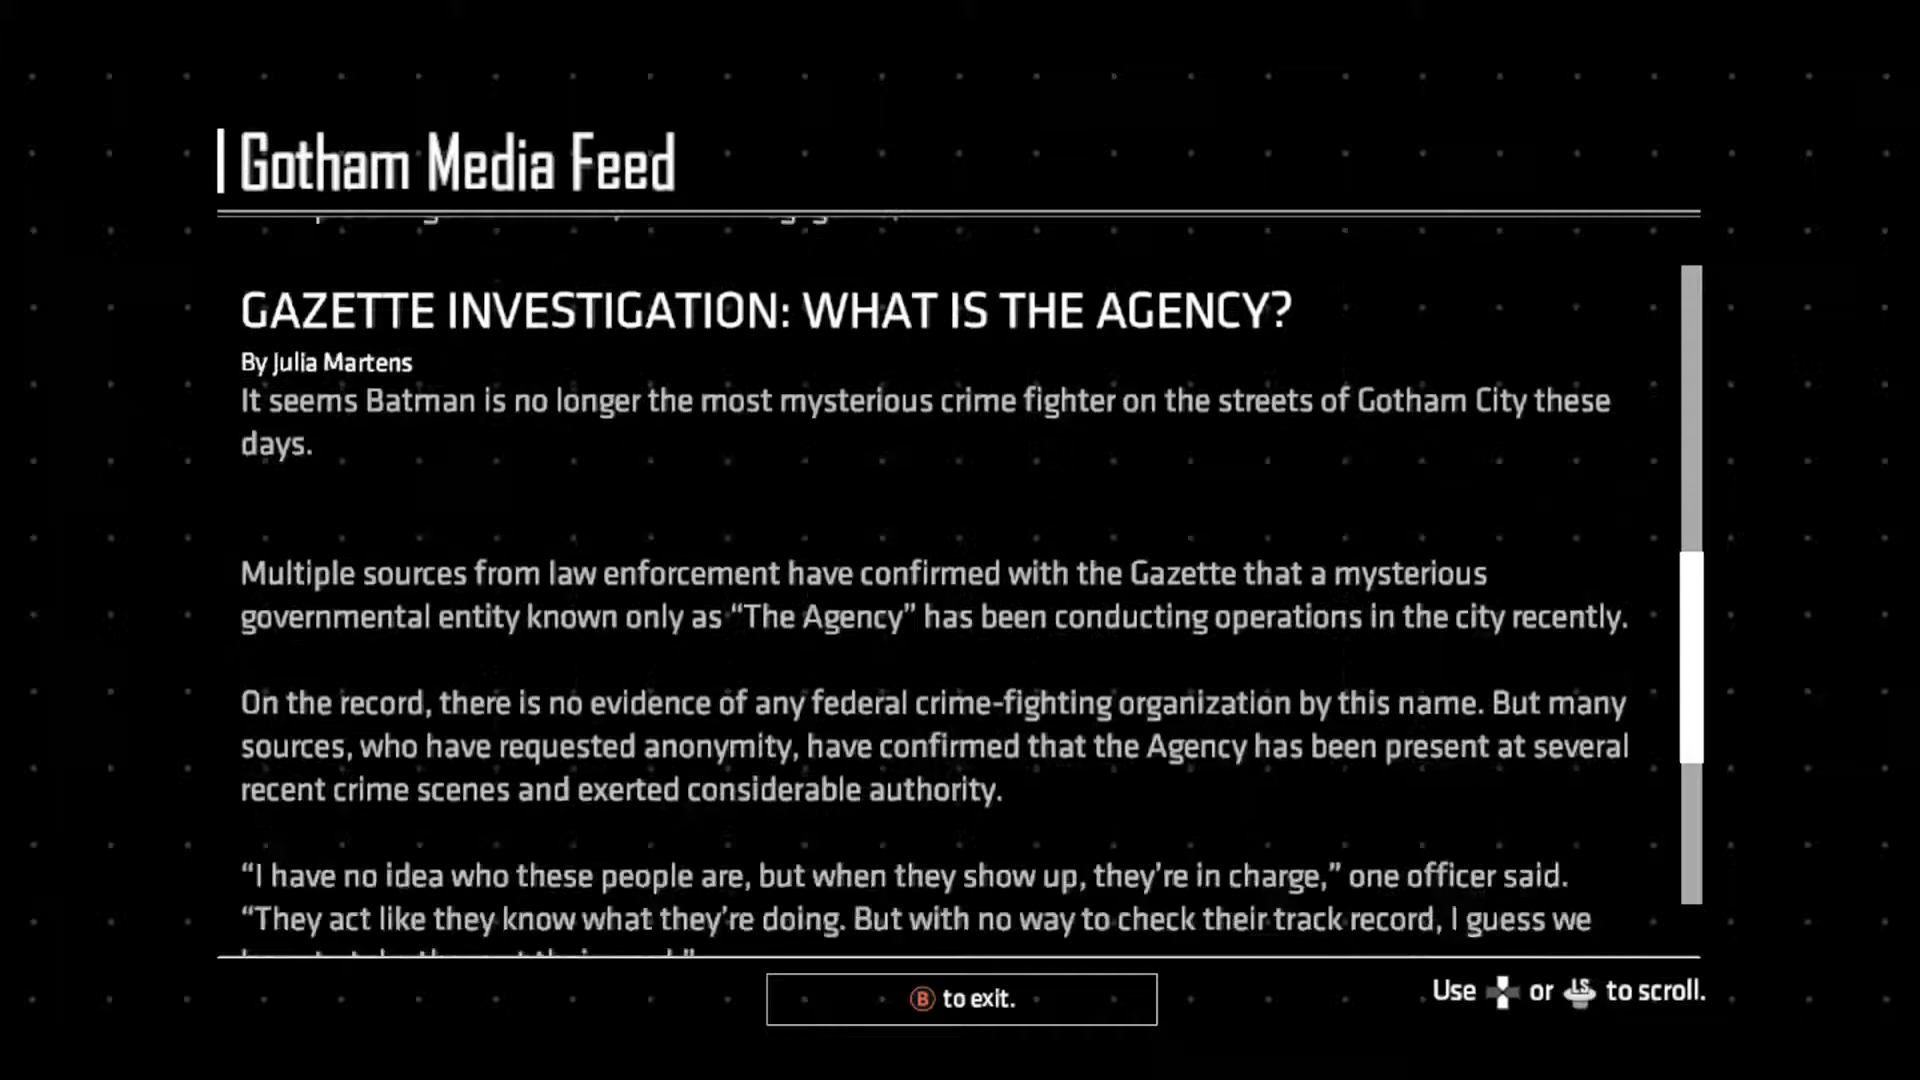 Gotham Media Feed
GAZETTE INVESTIGATION: WHAT IS THE AGENCY?
By Julia Martens
It seems Batman is no longer the most mysterious crime fighter on the streets of Gotham City these
days.
Multiple sources from law enforcement have confirmed with the Gazette that a mysterious
governmental entity known only as “The Agency” has been conducting operations in the city recently.
On the record, there is no evidence of any federal crime-fighting organization by this name. But many
sources, who have requested anonymity, have confirmed that the Agency has been present at several
recent crime scenes and exerted considerable authority.
“I have no idea who these people are, but when they show up, they’re in charge,” one officer said.
“They act like they know what they’re doing. But with no way to check their track record, I guess we
B to exit.
Use or LS to scroll.